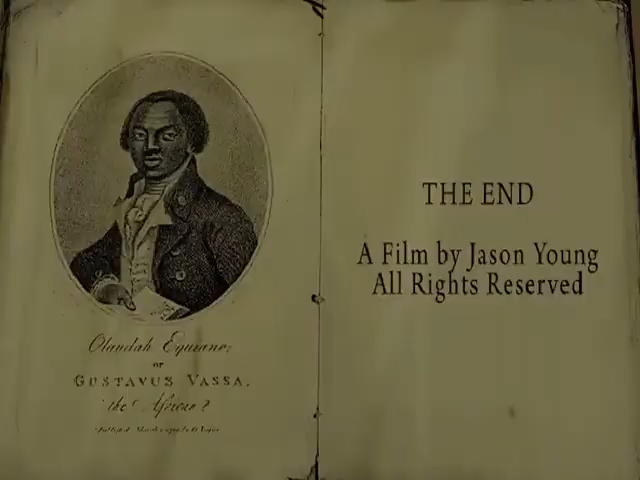 Olaudah Equiano;
or
GUSTAVUS VASSA,
the African?
THE END
A Film by Jason Young
All Rights Reserved